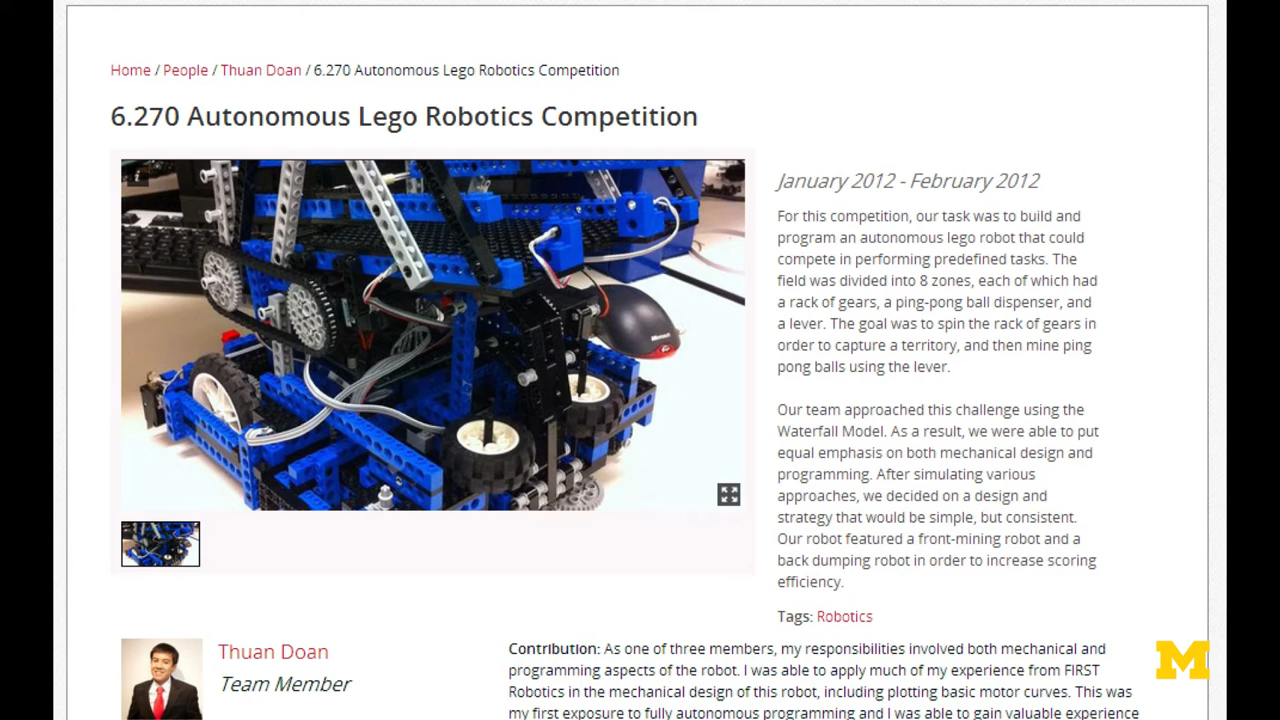 Home / People / Thuan Doan / 6.270 Autonomous Lego Robotics Competition
6.270 Autonomous Lego Robotics Competition
January 2012 - February 2012
For this competition, our task was to build and
program an autonomous lego robot that could
compete in performing predefined tasks. The
field was divided into 8 zones, each of which had
a rack of gears, a ping-pong ball dispenser, and
a lever. The goal was to spin the rack of gears in
order to capture a territory, and then mine ping
pong balls using the lever.
Our team approached this challenge using the
Waterfall Model. As a result, we were able to put
equal emphasis on both mechanical design and
programming. After simulating various
approaches, we decided on a design and
strategy that would be simple, but consistent.
Our robot featured a front-mining robot and a
back dumping robot in order to increase scoring
efficiency.
Tags: Robotics
Microsoft
Thuan Doan
Team Member
Contribution: As one of three members, my responsibilities involved both mechanical and
programming aspects of the robot. I was able to apply much of my experience from FIRST
Robotics in the mechanical design of this robot, including plotting basic motor curves. This was
my first exposure to fully autonomous programming and I was able to gain valuable experience
M